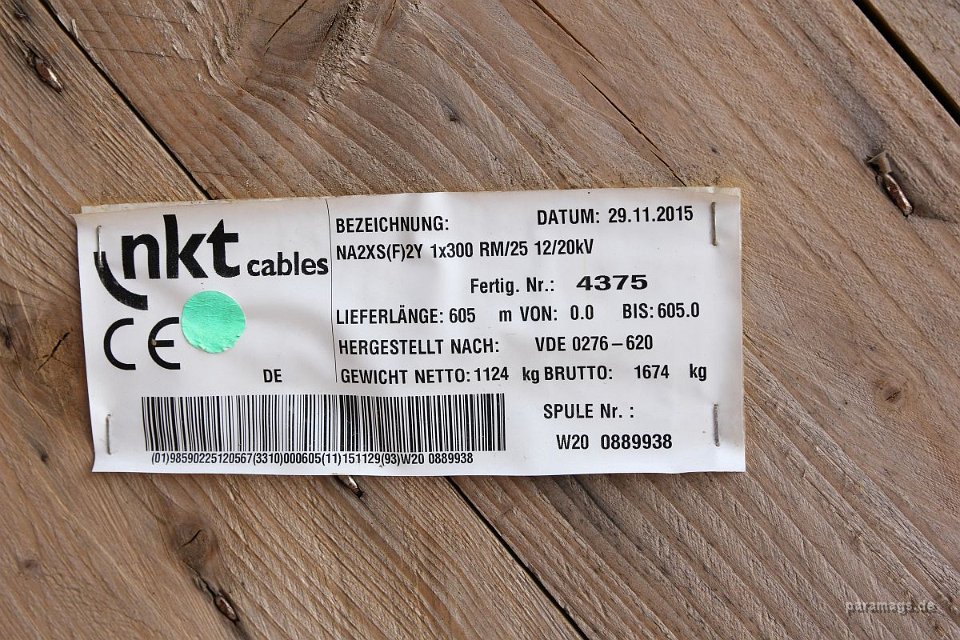 nkt cables
CE
DE
BEZEICHNUNG: DATUM: 29.11.2015
NA2XS(F)2Y 1x300 RM/25 12/20kV
Fertig. Nr.: 4375
LIEFERLÄNGE: 605 m VON: 0.0 BIS: 605.0
HERGESTELLT NACH: VDE 0276-620
GEWICHT NETTO: 1124 kg BRUTTO: 1674 kg
SPULE Nr. :
W20 0889938
(01)98590225120567(3310)000605(11)151129(93)W20 0889938
paramags.de